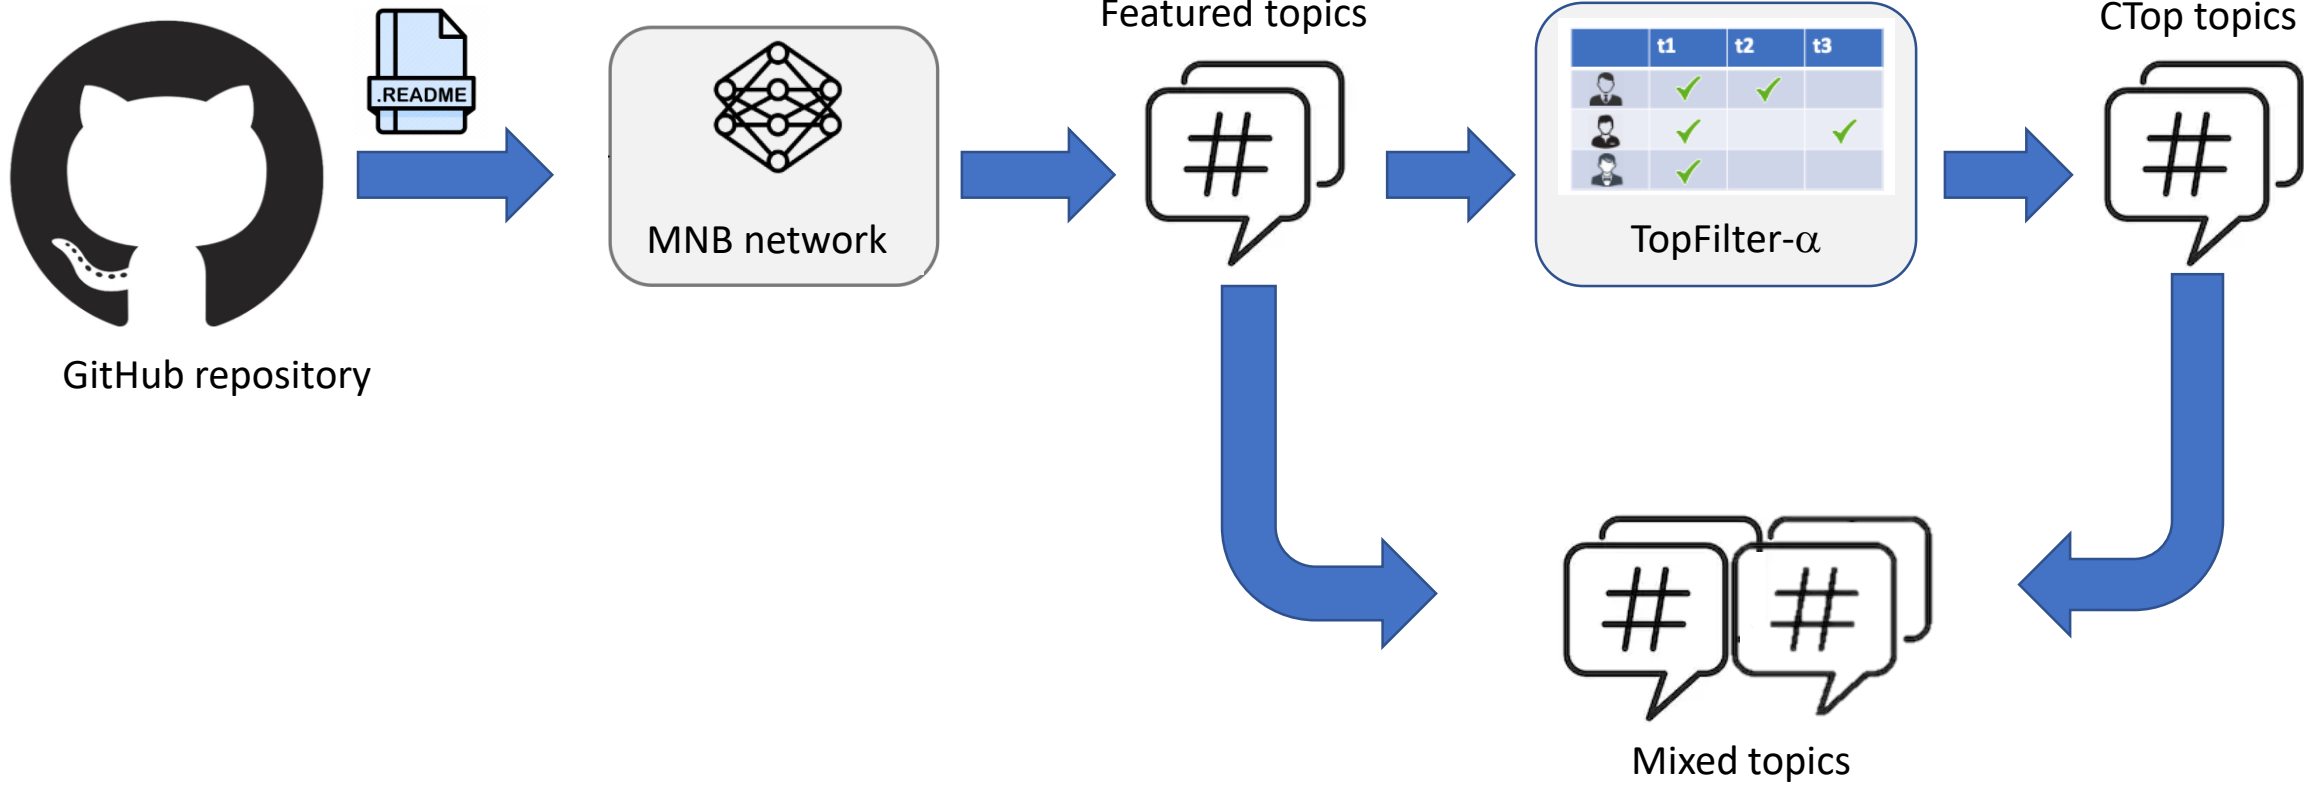 Featured topics
CTop topics
.README
t1 t2 t3
MNB network
TopFilter-α
GitHub repository
Mixed topics